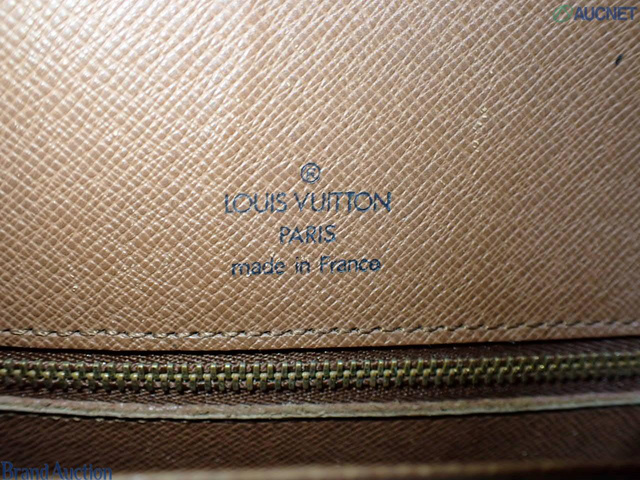 AUCNET
®
LOUIS VUITTON
PARIS
made in France
Brand Auction